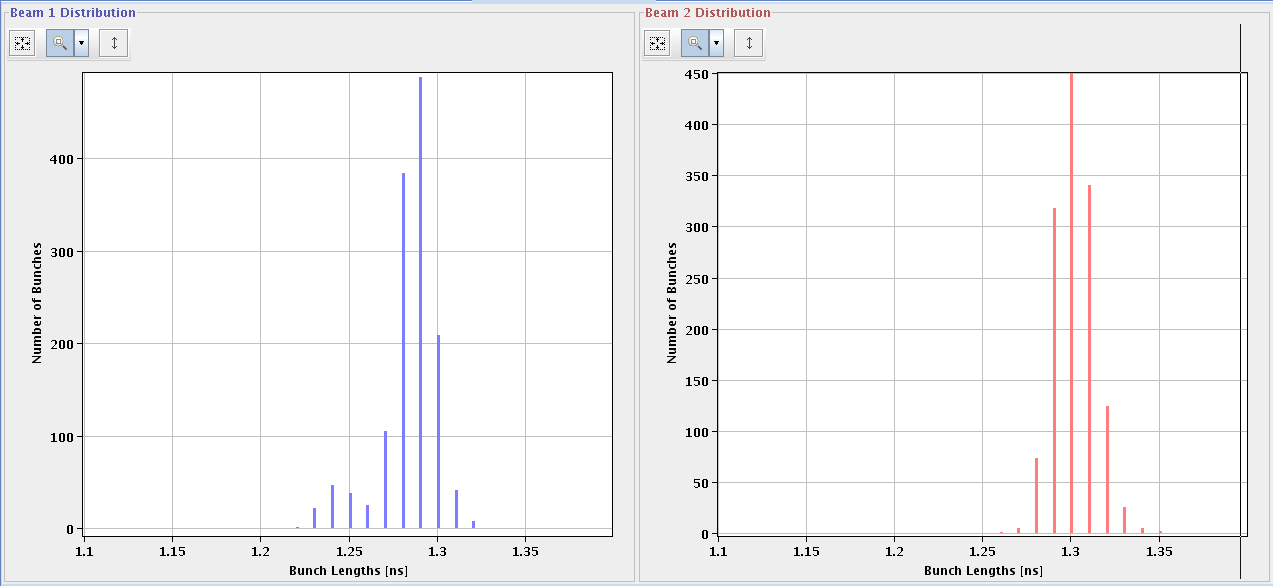 Beam 1 Distribution
400
300
200
100
0
1.1 1.15 1.2 1.25 1.3 1.35
Number of Bunches
Bunch Lengths [ns]
Beam 2 Distribution
450
400
350
300
250
200
150
100
50
0
1.1 1.15 1.2 1.25 1.3 1.35
Number of Bunches
Bunch Lengths [ns]